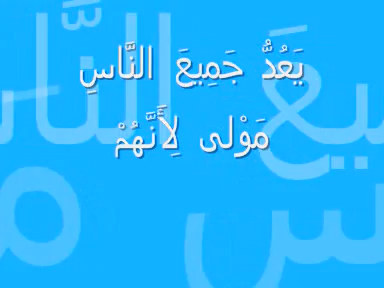 يَعُدُّ جَمِيعَ النَّاسِ
مَوْلى لِأَنَّهُمْ